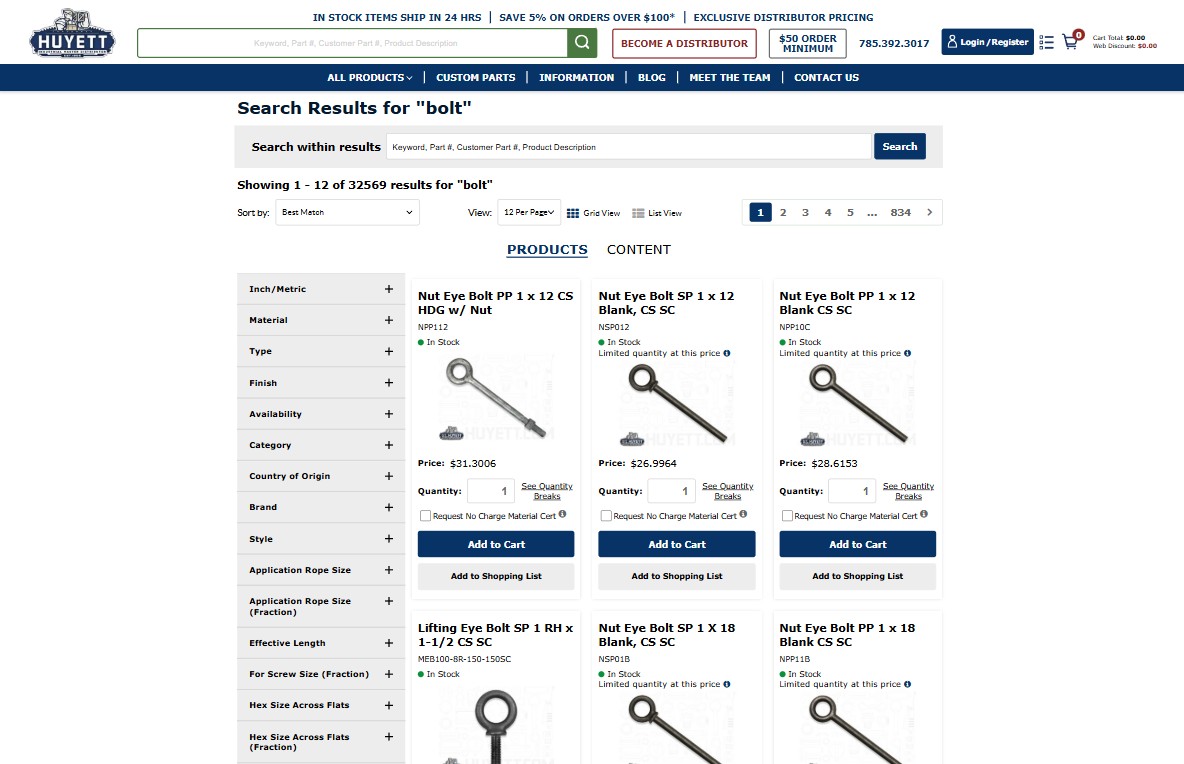 IN STOCK ITEMS SHIP IN 24 HRS | SAVE 5% ON ORDERS OVER $100* | EXCLUSIVE DISTRIBUTOR PRICING
HUYETT
Keyword, Part #, Customer Part #, Product Description
BECOME A DISTRIBUTOR
$50 ORDER
MINIMUM
785.392.3017
Login /Register
0
Cart Total: $0.00
Web Discount: $0.00
ALL PRODUCTS | CUSTOM PARTS | INFORMATION | BLOG | MEET THE TEAM | CONTACT US
Search Results for "bolt"
Search within results Keyword, Part #, Customer Part #, Product Description Search
Showing 1 - 12 of 32569 results for "bolt"
Sort by: Best Match View: 12 Per Page Grid View List View 1 2 3 4 5 ... 834 >
PRODUCTS CONTENT
Inch/Metric +
Material +
Type +
Finish +
Availability +
Category +
Country of Origin +
Brand +
Style +
Application Rope Size +
Application Rope Size +
(Fraction)
Effective Length +
For Screw Size (Fraction) +
Hex Size Across Flats +
Hex Size Across Flats +
(Fraction)
Nut Eye Bolt PP 1 x 12 CS
HDG w/ Nut
NPP112
In Stock
HUYETT.COM
Price: $31.3006
Quantity: 1 See Quantity
Breaks
Request No Charge Material Cert
Add to Cart
Add to Shopping List
Nut Eye Bolt SP 1 x 12
Blank, CS SC
NSP012
In Stock
Limited quantity at this price
HUYETT.COM
Price: $26.9964
Quantity: 1 See Quantity
Breaks
Request No Charge Material Cert
Add to Cart
Add to Shopping List
Nut Eye Bolt PP 1 x 12
Blank CS SC
NPP10C
In Stock
Limited quantity at this price
HUYETT.COM
Price: $28.6153
Quantity: 1 See Quantity
Breaks
Request No Charge Material Cert
Add to Cart
Add to Shopping List
Lifting Eye Bolt SP 1 RH x
1-1/2 CS SC
MEB100-8R-150-150SC
In Stock
Nut Eye Bolt SP 1 X 18
Blank, CS SC
NSP01B
In Stock
Limited quantity at this price
Nut Eye Bolt PP 1 x 18
Blank CS SC
NPP11B
In Stock
Limited quantity at this price